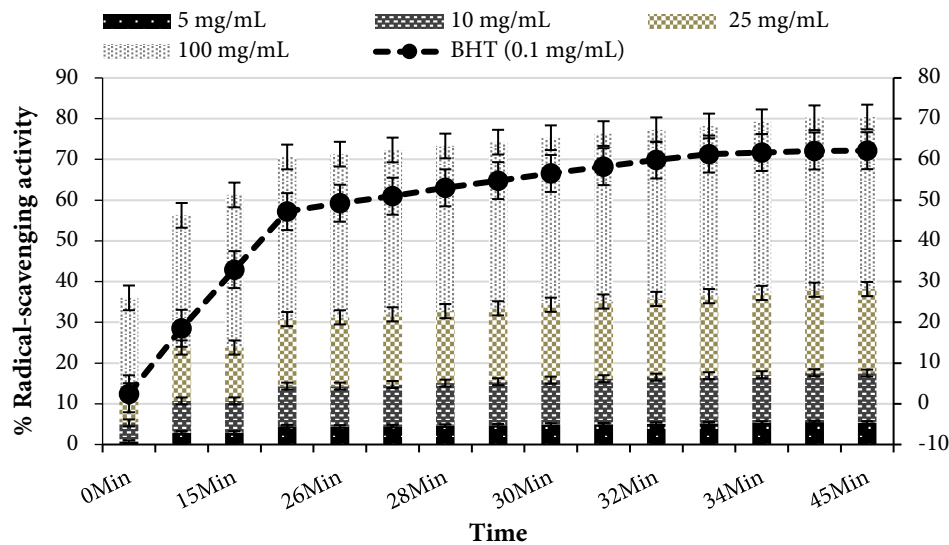 5 mg/mL 10 mg/mL 25 mg/mL
100 mg/mL BHT (0.1 mg/mL)
90 80
80 70
70 60
60 50
50 40
40 30
30 20
20 10
10 0
0 -10
% Radical-scavenging activity
0Min 15Min 26Min 28Min 30Min 32Min 34Min 45Min
Time